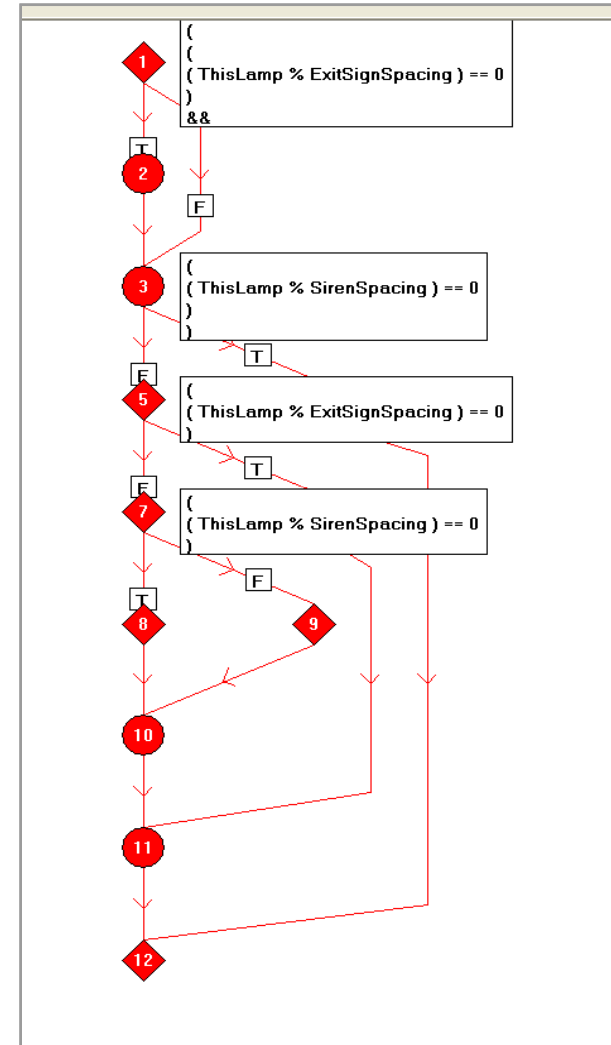 (
(
( ThisLamp % ExitSignSpacing ) == 0
)
&&
1
T
2
F
3
(
( ThisLamp % SirenSpacing ) == 0
)
)
T
F
5
(
( ThisLamp % ExitSignSpacing ) == 0
)
T
F
7
(
( ThisLamp % SirenSpacing ) == 0
)
F
T
8
9
10
11
12